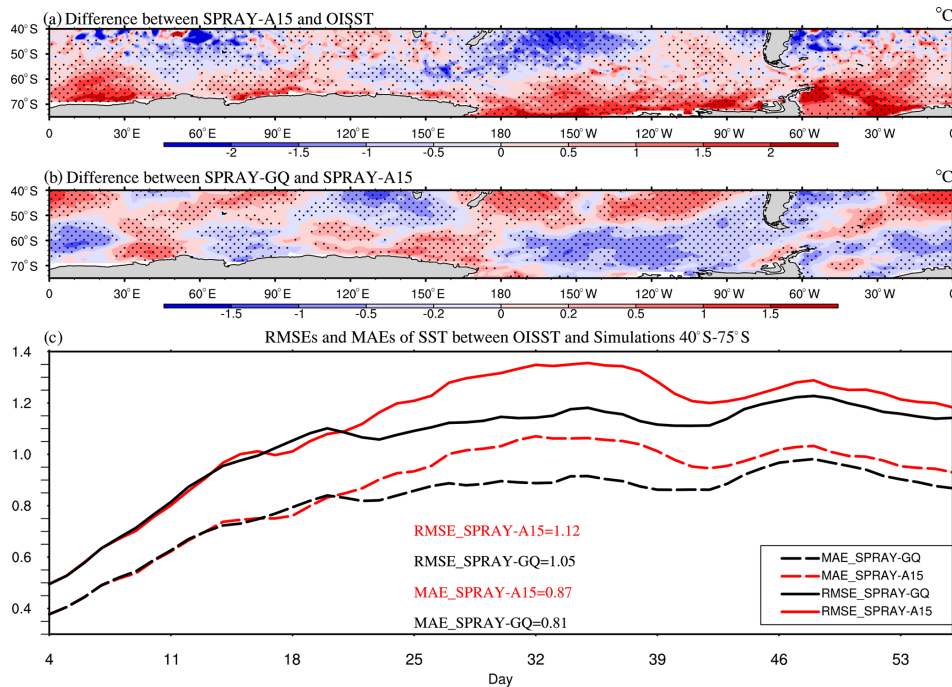 (a) Difference between SPRAY-A15 and OISST °C
40°S
50°S
60°S
70°S
0 30°E 60°E 90°E 120°E 150°E 180° 150°W 120°W 90°W 60°W 30°W 0
-2 -1.5 -1 -0.5 0 0.5 1 1.5 2
(b) Difference between SPRAY-GQ and SPRAY-A15 °C
40°S
50°S
60°S
70°S
0 30°E 60°E 90°E 120°E 150°E 180° 150°W 120°W 90°W 60°W 30°W 0
-1.5 -1 -0.5 -0.2 0 0.2 0.5 1 1.5
(c) RMSEs and MAEs of SST between OISST and Simulations 40°S-75°S
1.4
1.2
1.0
0.8
0.6
0.4
RMSE_SPRAY-A15=1.12
RMSE_SPRAY-GQ=1.05
MAE_SPRAY-A15=0.87
MAE_SPRAY-GQ=0.81
MAE_SPRAY-GQ
MAE_SPRAY-A15
RMSE_SPRAY-GQ
RMSE_SPRAY-A15
4 11 18 25 32 39 46 53
Day